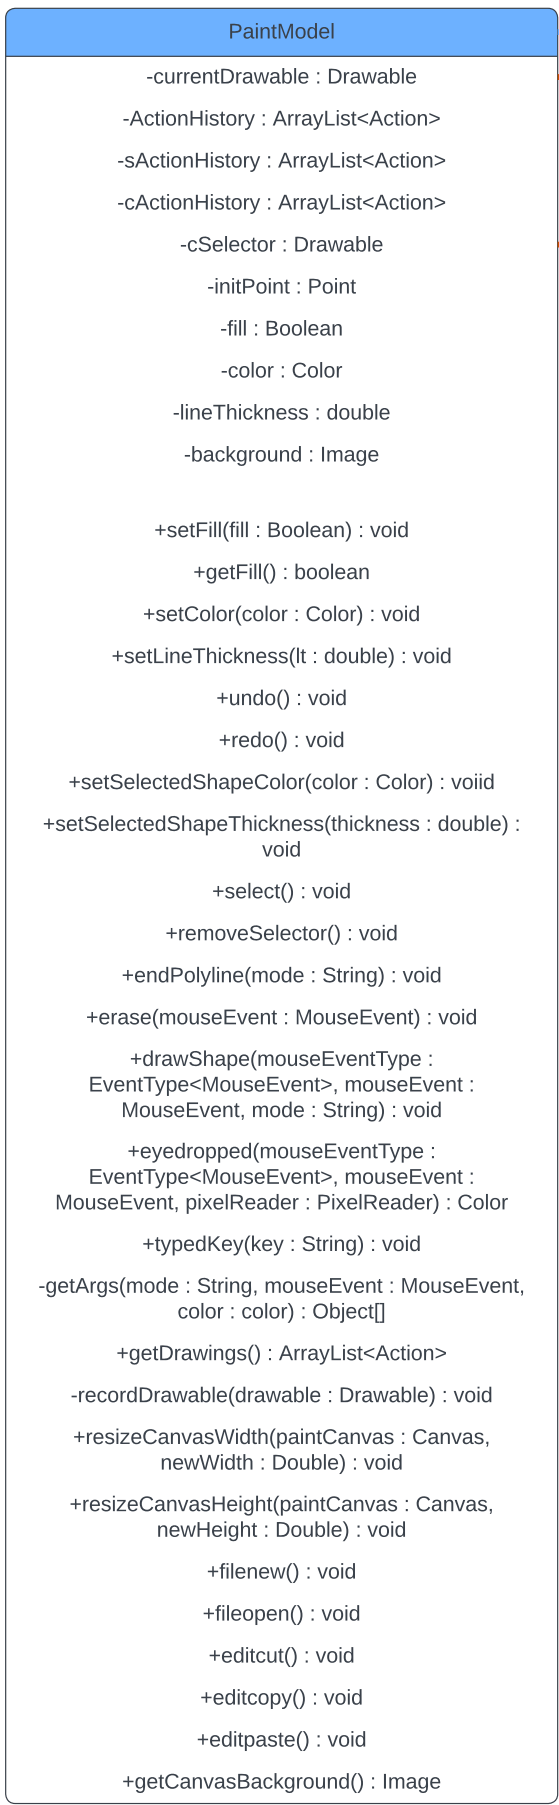 PaintModel
-currentDrawable : Drawable
-ActionHistory : ArrayList<Action>
-sActionHistory : ArrayList<Action>
-cActionHistory : ArrayList<Action>
-cSelector : Drawable
-initPoint : Point
-fill : Boolean
-color : Color
-lineThickness : double
-background : Image
+setFill(fill : Boolean) : void
+getFill() : boolean
+setColor(color : Color) : void
+setLineThickness(lt : double) : void
+undo() : void
+redo() : void
+setSelectedShapeColor(color : Color) : voiid
+setSelectedShapeThickness(thickness : double) :
void
+select() : void
+removeSelector() : void
+endPolyline(mode : String) : void
+erase(mouseEvent : MouseEvent) : void
+drawShape(mouseEventType :
EventType<MouseEvent>, mouseEvent :
MouseEvent, mode : String) : void
+eyedropped(mouseEventType :
EventType<MouseEvent>, mouseEvent :
MouseEvent, pixelReader : PixelReader) : Color
+typedKey(key : String) : void
-getArgs(mode : String, mouseEvent : MouseEvent,
color : color) : Object[]
+getDrawings() : ArrayList<Action>
-recordDrawable(drawable : Drawable) : void
+resizeCanvasWidth(paintCanvas : Canvas,
newWidth : Double) : void
+resizeCanvasHeight(paintCanvas : Canvas,
newHeight : Double) : void
+filenew() : void
+fileopen() : void
+editcut() : void
+editcopy() : void
+editpaste() : void
+getCanvasBackground() : Image